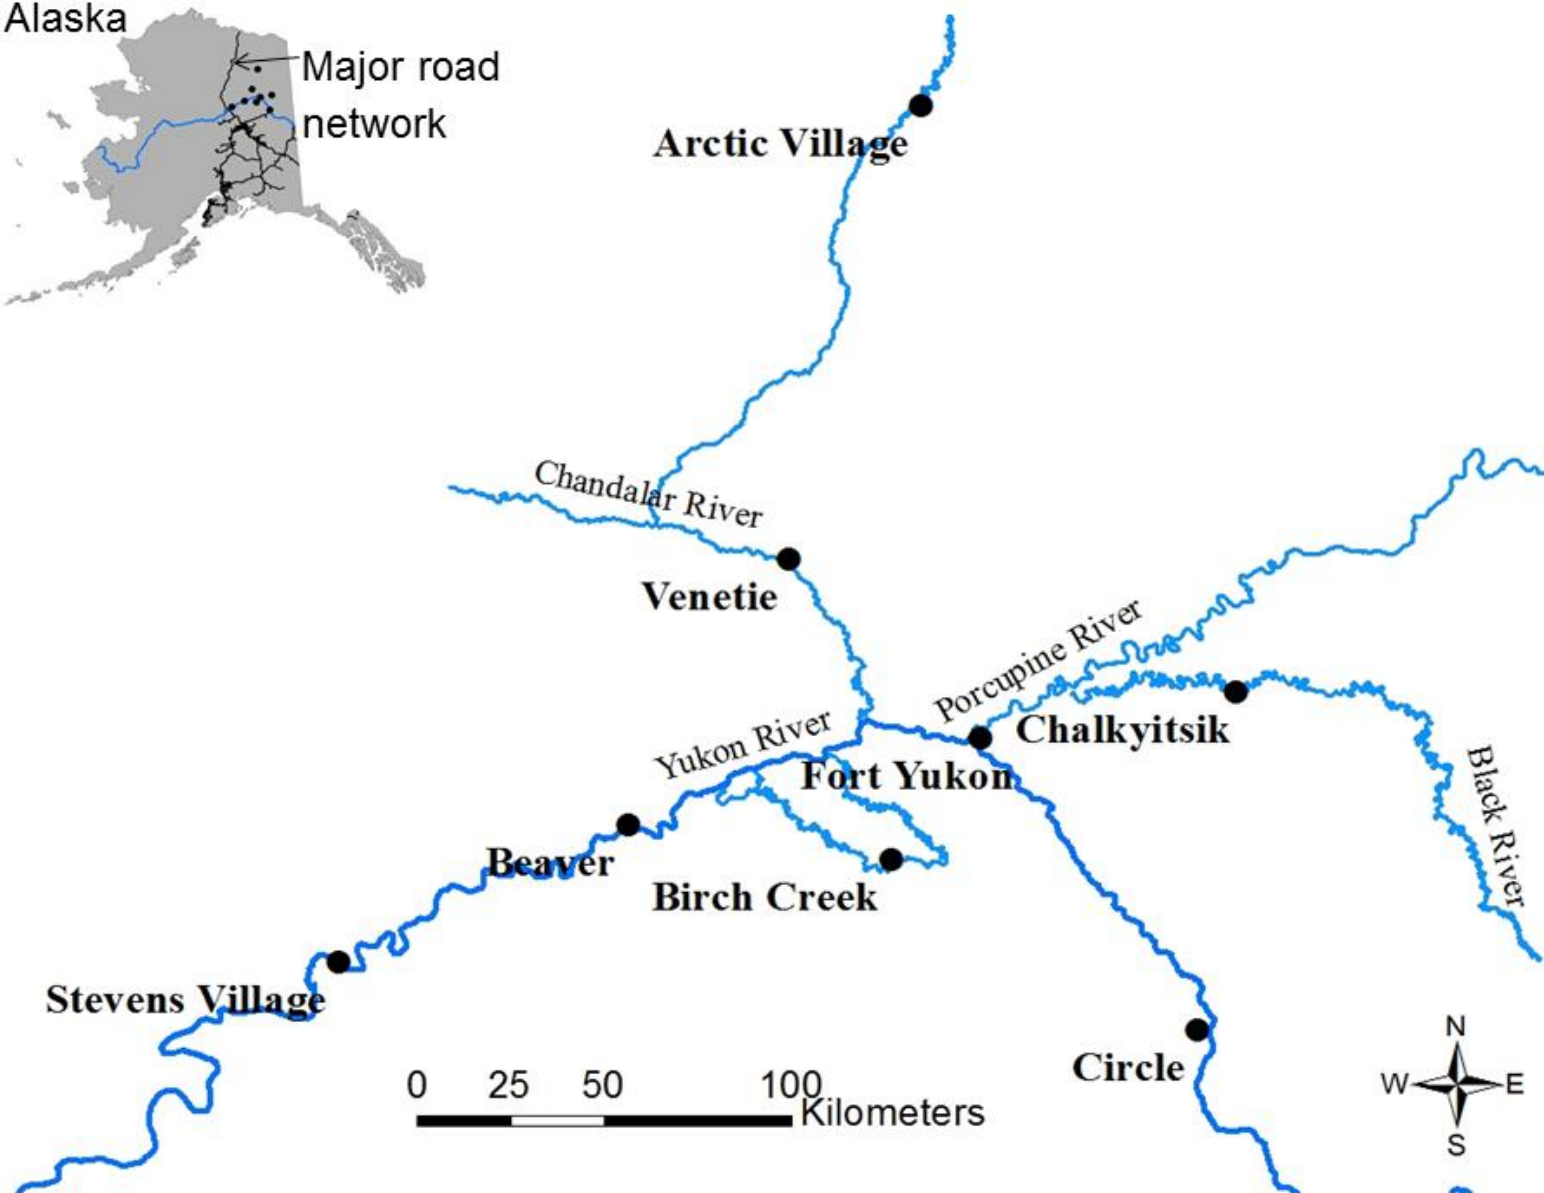 Alaska
Major road
network
Arctic Village
Chandalar River
Venetie
Porcupine River
Chalkyitsik
Yukon River
Fort Yukon
Black River
Beaver
Birch Creek
Stevens Village
Circle
0 25 50 100
Kilometers
N
W E
S